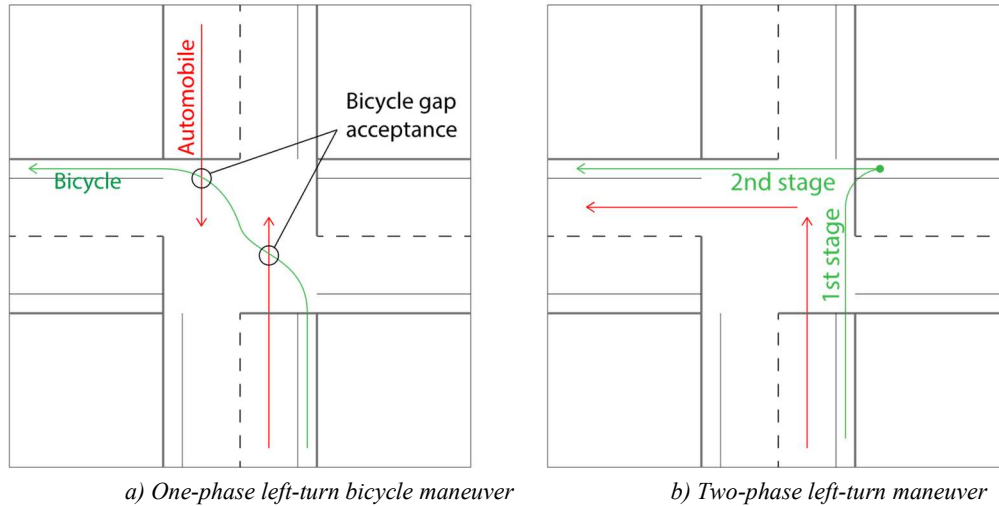 Automobile
Bicycle gap
acceptance
Bicycle
2nd stage
1st stage
a) One-phase left-turn bicycle maneuver
b) Two-phase left-turn maneuver